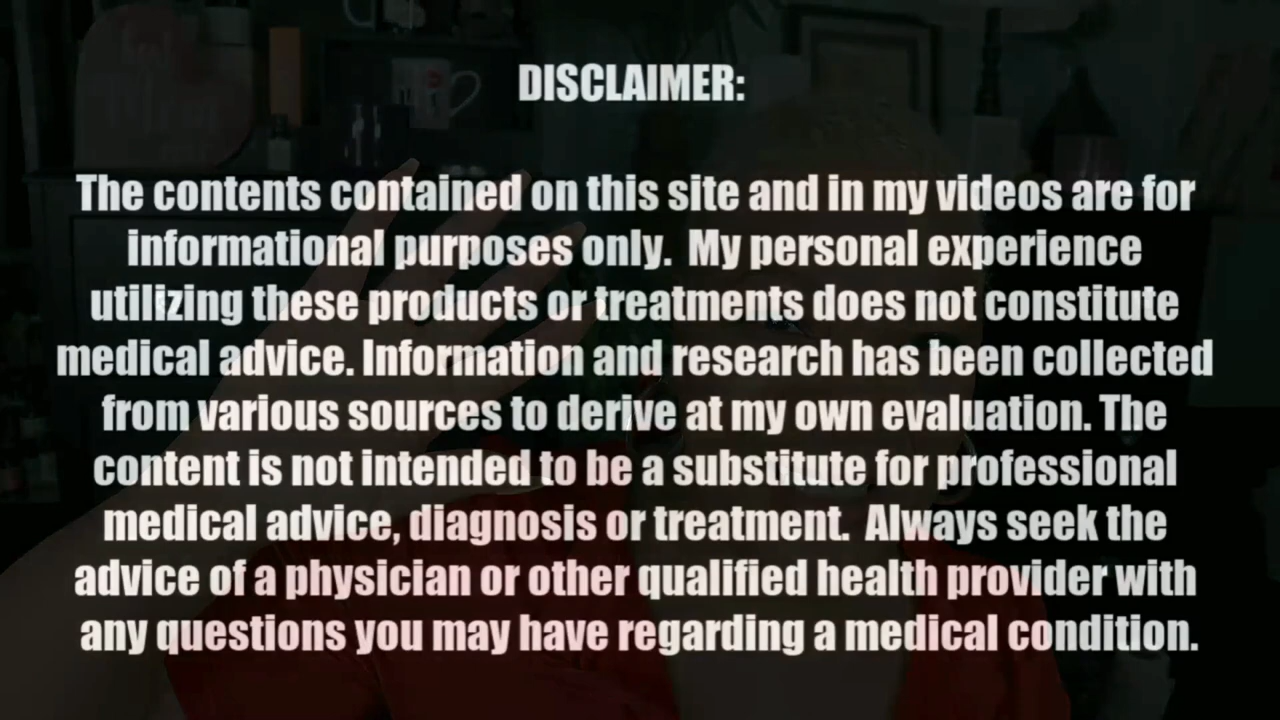 DISCLAIMER:
The contents contained on this site and in my videos are for
informational purposes only. My personal experience
utilizing these products or treatments does not constitute
medical advice. Information and research has been collected
from various sources to derive at my own evaluation. The
content is not intended to be a substitute for professional
medical advice, diagnosis or treatment. Always seek the
advice of a physician or other qualified health provider with
any questions you may have regarding a medical condition.